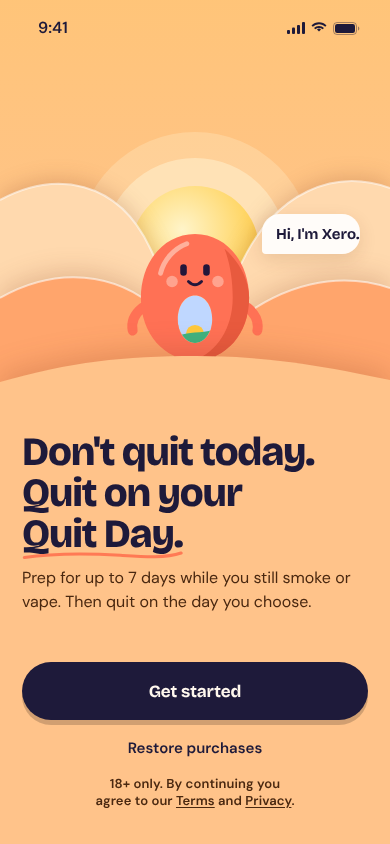 9:41
Hi, I'm Xero.
Don't quit today.
Quit on your
Quit Day.
Prep for up to 7 days while you still smoke or
vape. Then quit on the day you choose.
Get started
Restore purchases
18+ only. By continuing you
agree to our Terms and Privacy.